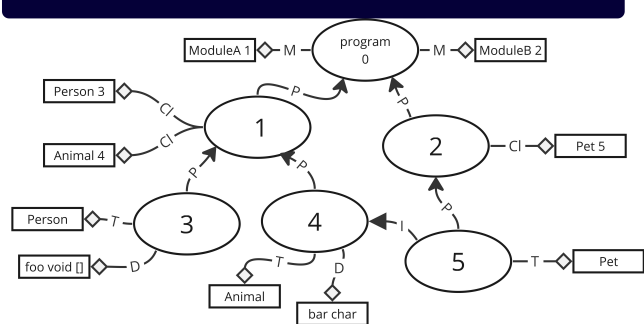 program
0
ModuleA 1
M
M
ModuleB 2
Person 3
Cl
Animal 4
Cl
P
1
P
2
Cl
Pet 5
P
P
Person
T
3
foo void []
D
4
I
P
5
T
Pet
T
Animal
D
bar char